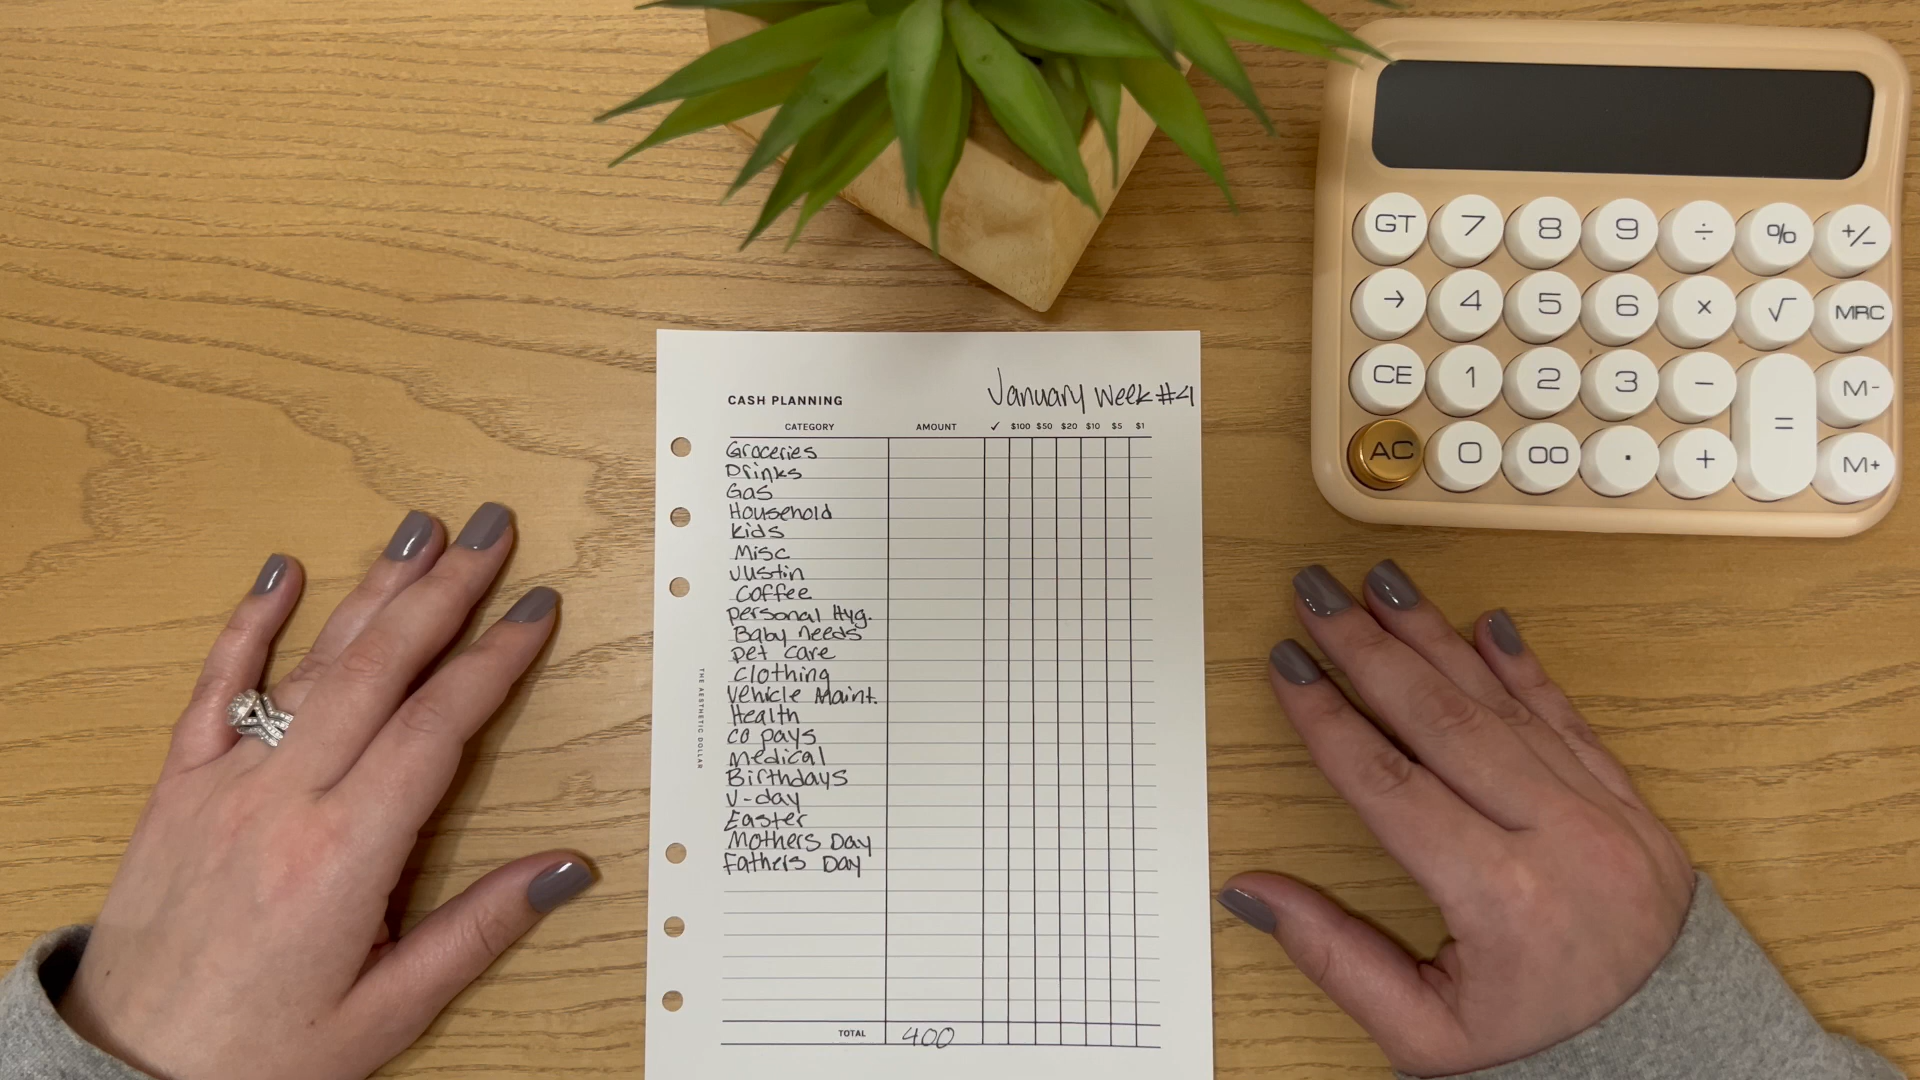 CASH PLANNING
January Week #4
CATEGORY AMOUNT ✓ $100 $50 $20 $10 $5 $1
Groceries
Drinks
Gas
Household
Kids
Misc
Justin
Coffee
Personal Hyg.
Baby Needs
Pet Care
Clothing
Vehicle Maint.
Health
Co pays
Medical
Birthdays
V-day
Easter
Mothers Day
Fathers Day
TOTAL 400
THE AESTHETIC DOLLAR
GT 7 8 9 ÷ % +/-
→ 4 5 6 × √ MRC
CE 1 2 3 - M-
AC 0 00 . + = M+